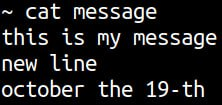 ~ cat message
this is my message
new line
october the 19-th